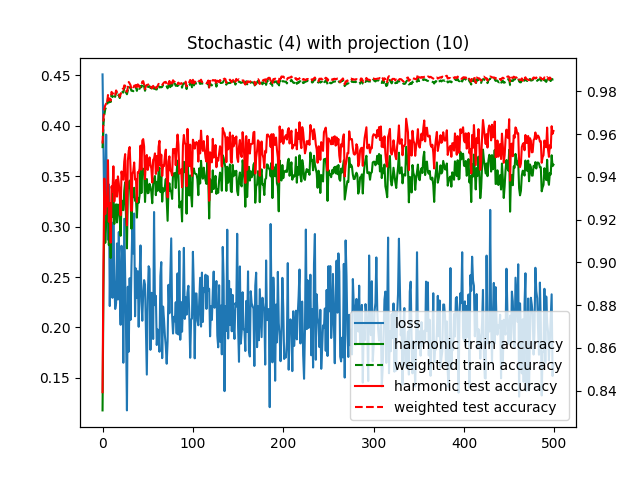 Stochastic (4) with projection (10)
0.45
0.40
0.35
0.30
0.25
0.20
0.15
0.98
0.96
0.94
0.92
0.90
0.88
0.86
0.84
loss
harmonic train accuracy
weighted train accuracy
harmonic test accuracy
weighted test accuracy
0 100 200 300 400 500